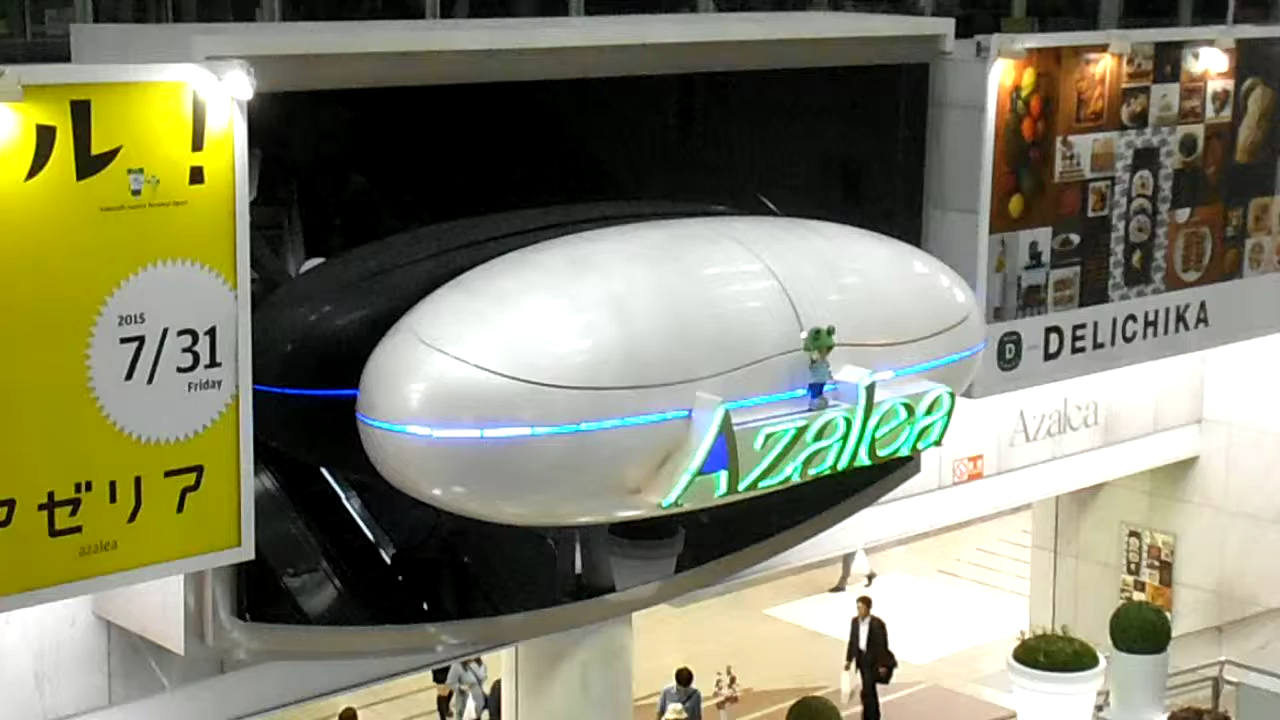 ル！
2015
7/31
Friday
アゼリア
azalea
Azalea
DELICHIKA
D
Azalea